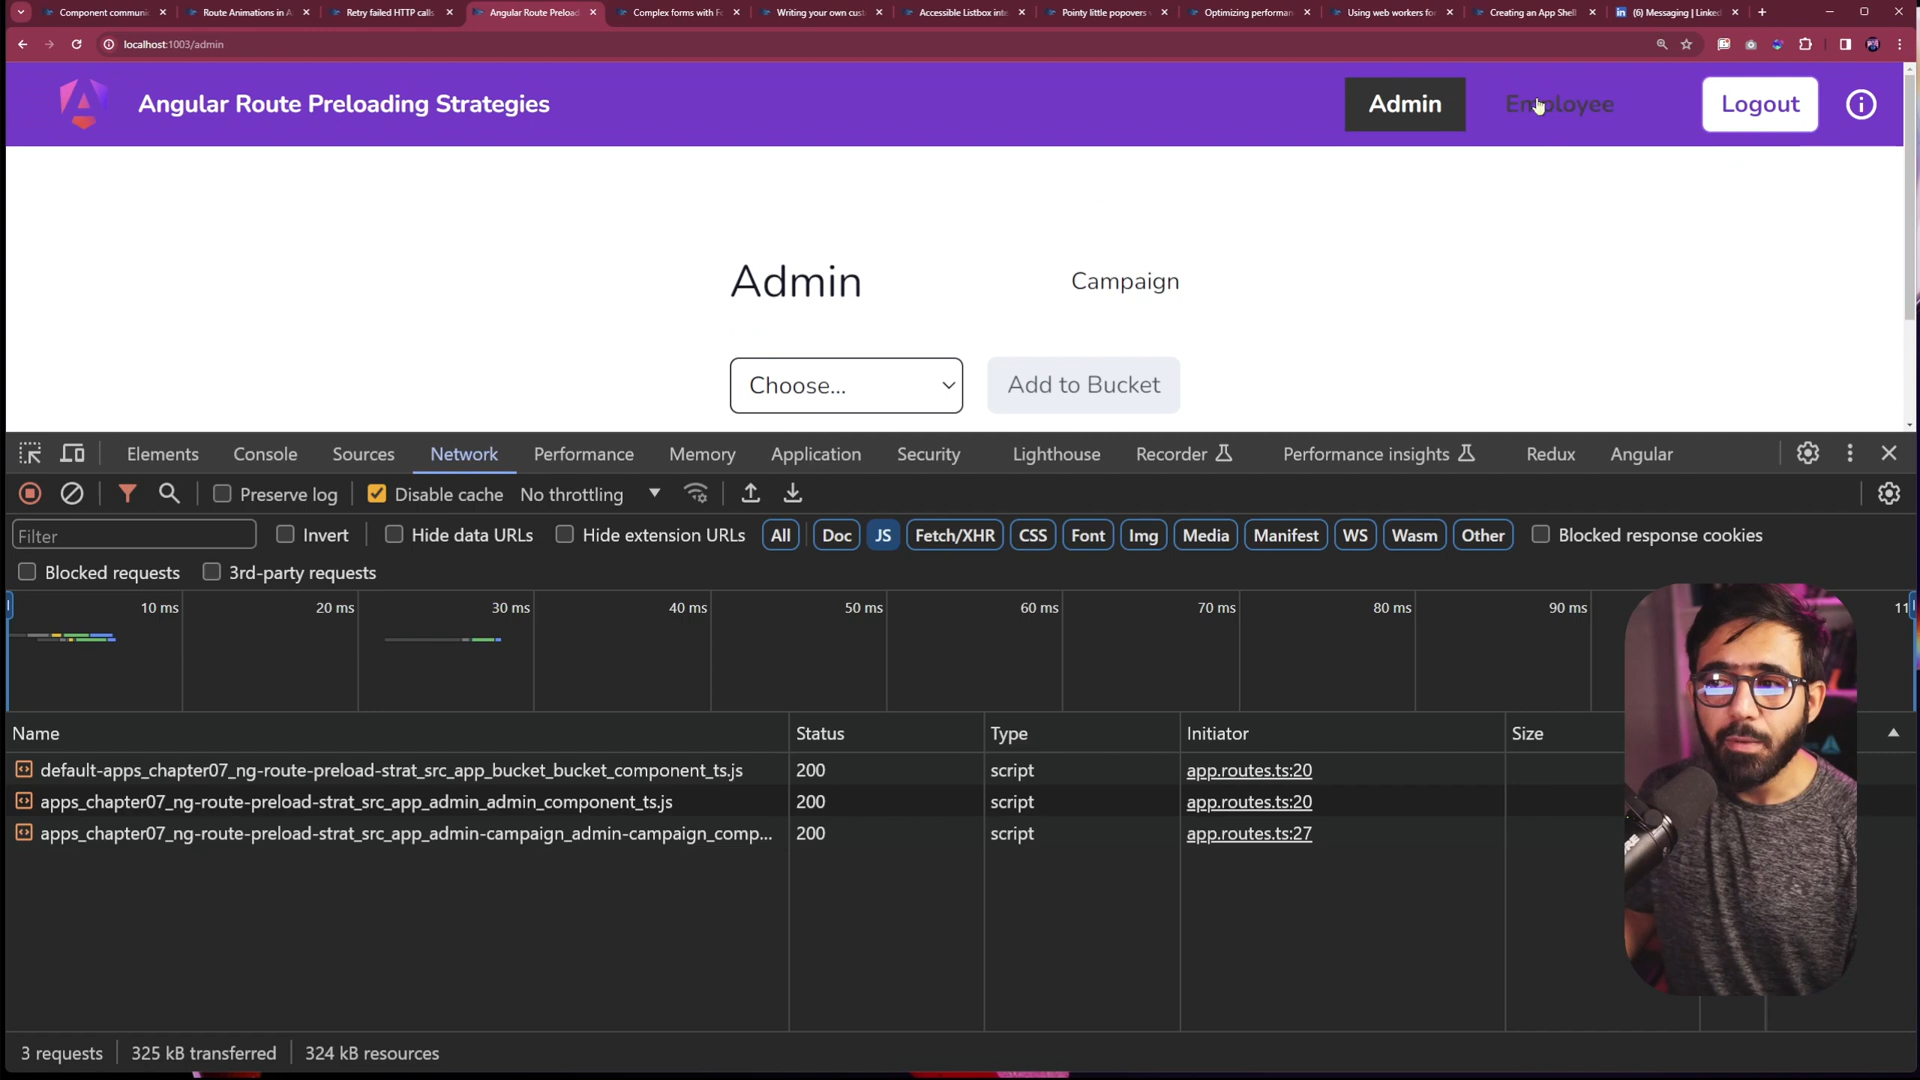 Component communi
Route Animations in A
Retry failed HTTP calls
Angular Route Preload
Complex forms with Fo
Writing your own cust
Accessible Listbox inte
Pointy little popovers v
Optimizing performan
Using web workers for
Creating an App Shell
(6) Messaging | Linked
localhost:1003/admin
Angular Route Preloading Strategies
Admin
Employee
Logout
Admin
Campaign
Choose...
Add to Bucket
Elements
Console
Sources
Network
Performance
Memory
Application
Security
Lighthouse
Recorder
Performance insights
Redux
Angular
Preserve log
Disable cache
No throttling
Filter
Invert
Hide data URLs
Hide extension URLs
All
Doc
JS
Fetch/XHR
CSS
Font
Img
Media
Manifest
WS
Wasm
Other
Blocked response cookies
Blocked requests
3rd-party requests
10 ms
20 ms
30 ms
40 ms
50 ms
60 ms
70 ms
80 ms
90 ms
11
Name
Status
Type
Initiator
Size
default-apps_chapter07_ng-route-preload-strat_src_app_bucket_bucket_component_ts.js
200
script
app.routes.ts:20
apps_chapter07_ng-route-preload-strat_src_app_admin_admin_component_ts.js
200
script
app.routes.ts:20
apps_chapter07_ng-route-preload-strat_src_app_admin-campaign_admin-campaign_comp...
200
script
app.routes.ts:27
3 requests
325 kB transferred
324 kB resources